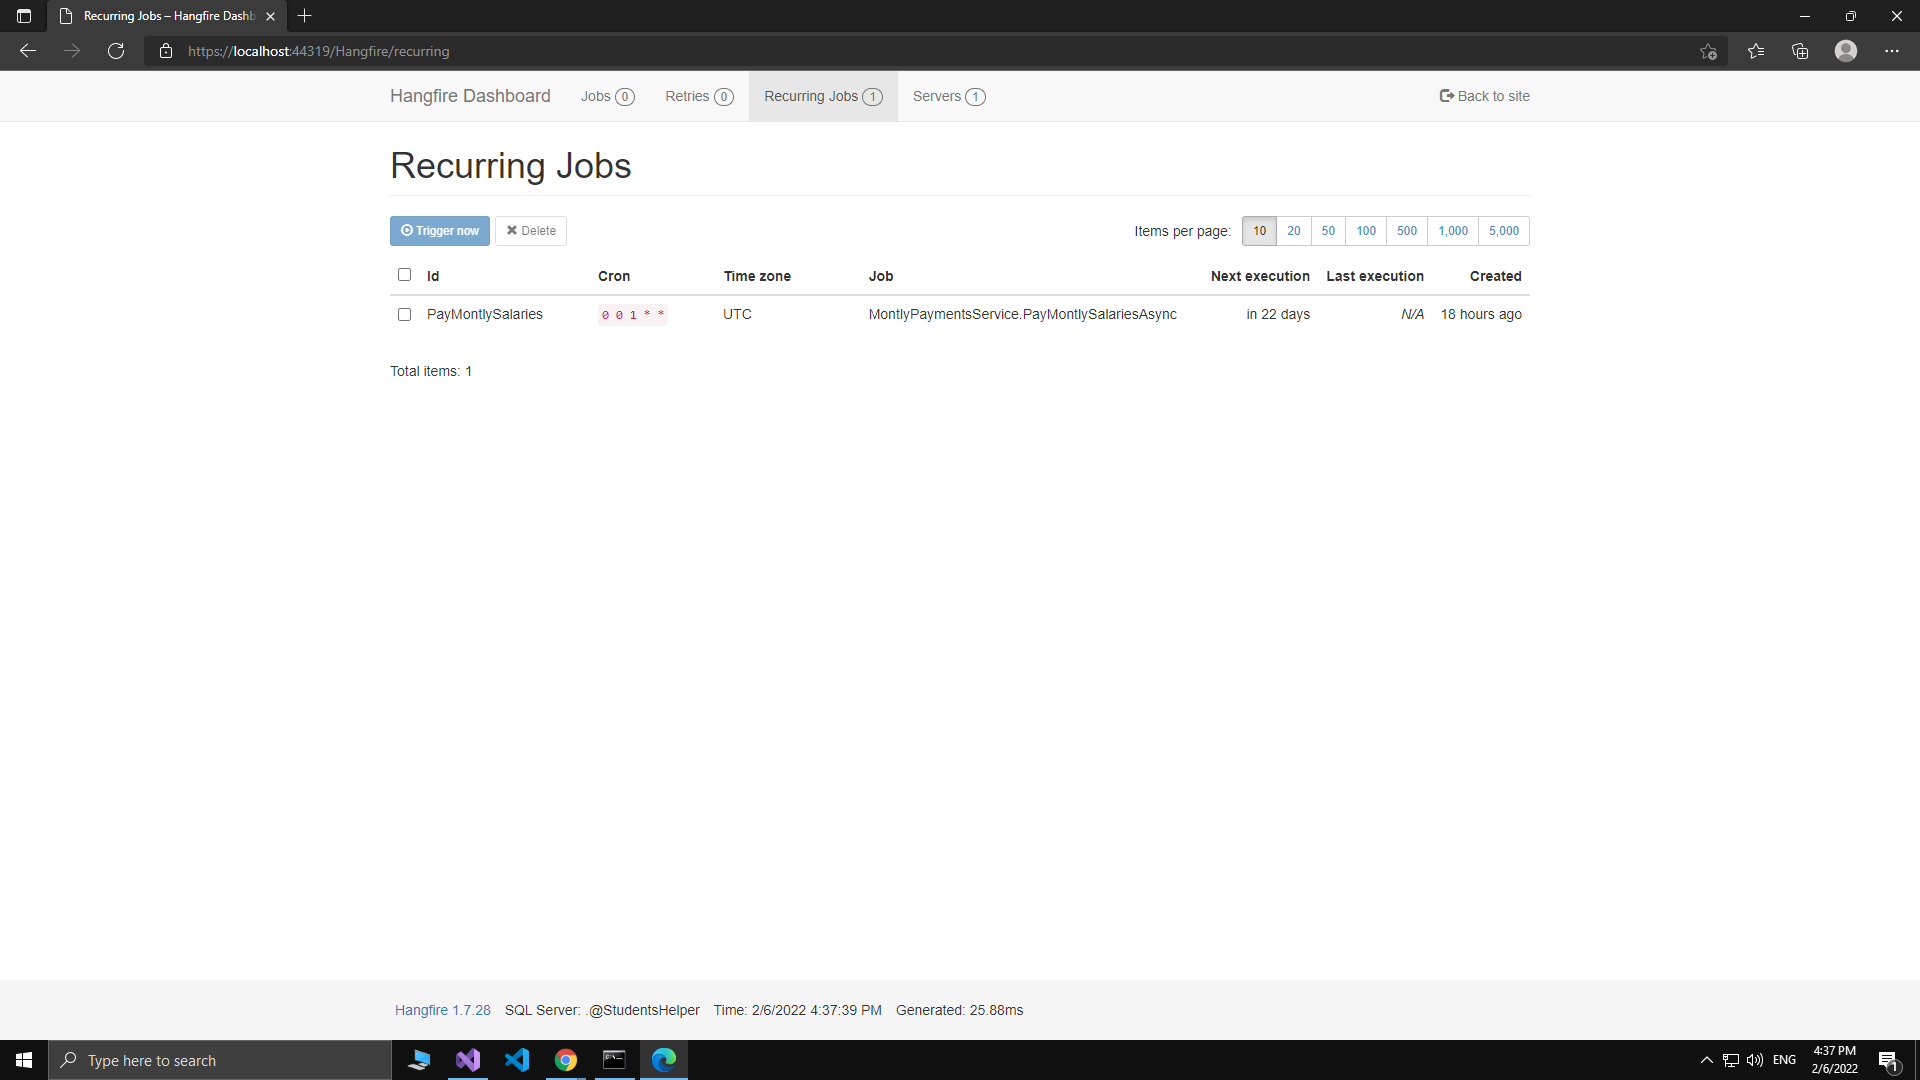 Recurring Jobs – Hangfire Dashb
https://localhost:44319/Hangfire/recurring
Hangfire Dashboard Jobs 0 Retries 0 Recurring Jobs 1 Servers 1 Back to site
Recurring Jobs
Trigger now Delete Items per page: 10 20 50 100 500 1,000 5,000
Id Cron Time zone Job Next execution Last execution Created
PayMontlySalaries 0 0 1 * * UTC MontlyPaymentsService.PayMontlySalariesAsync in 22 days N/A 18 hours ago
Total items: 1
Hangfire 1.7.28 SQL Server: .@StudentsHelper Time: 2/6/2022 4:37:39 PM Generated: 25.88ms
Type here to search
ENG
4:37 PM
2/6/2022
1